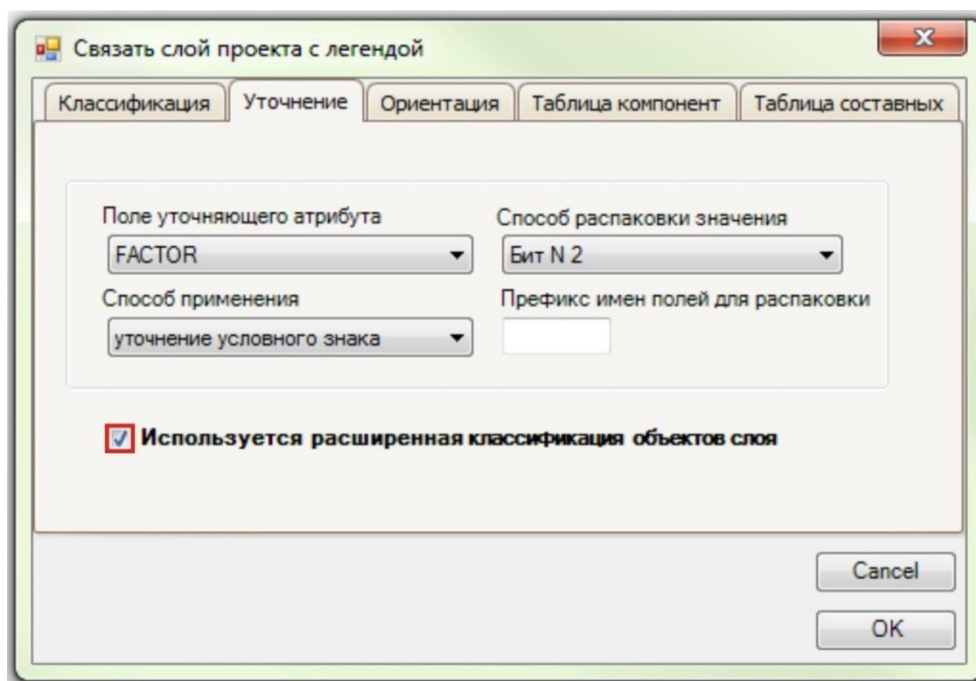 Связать слой проекта с легендой
Классификация Уточнение Ориентация Таблица компонент Таблица составных
Поле уточняющего атрибута Способ распаковки значения
FACTOR Бит N 2
Способ применения Префикс имен полей для распаковки
уточнение условного знака
Используется расширенная классификация объектов слоя
Cancel
OK